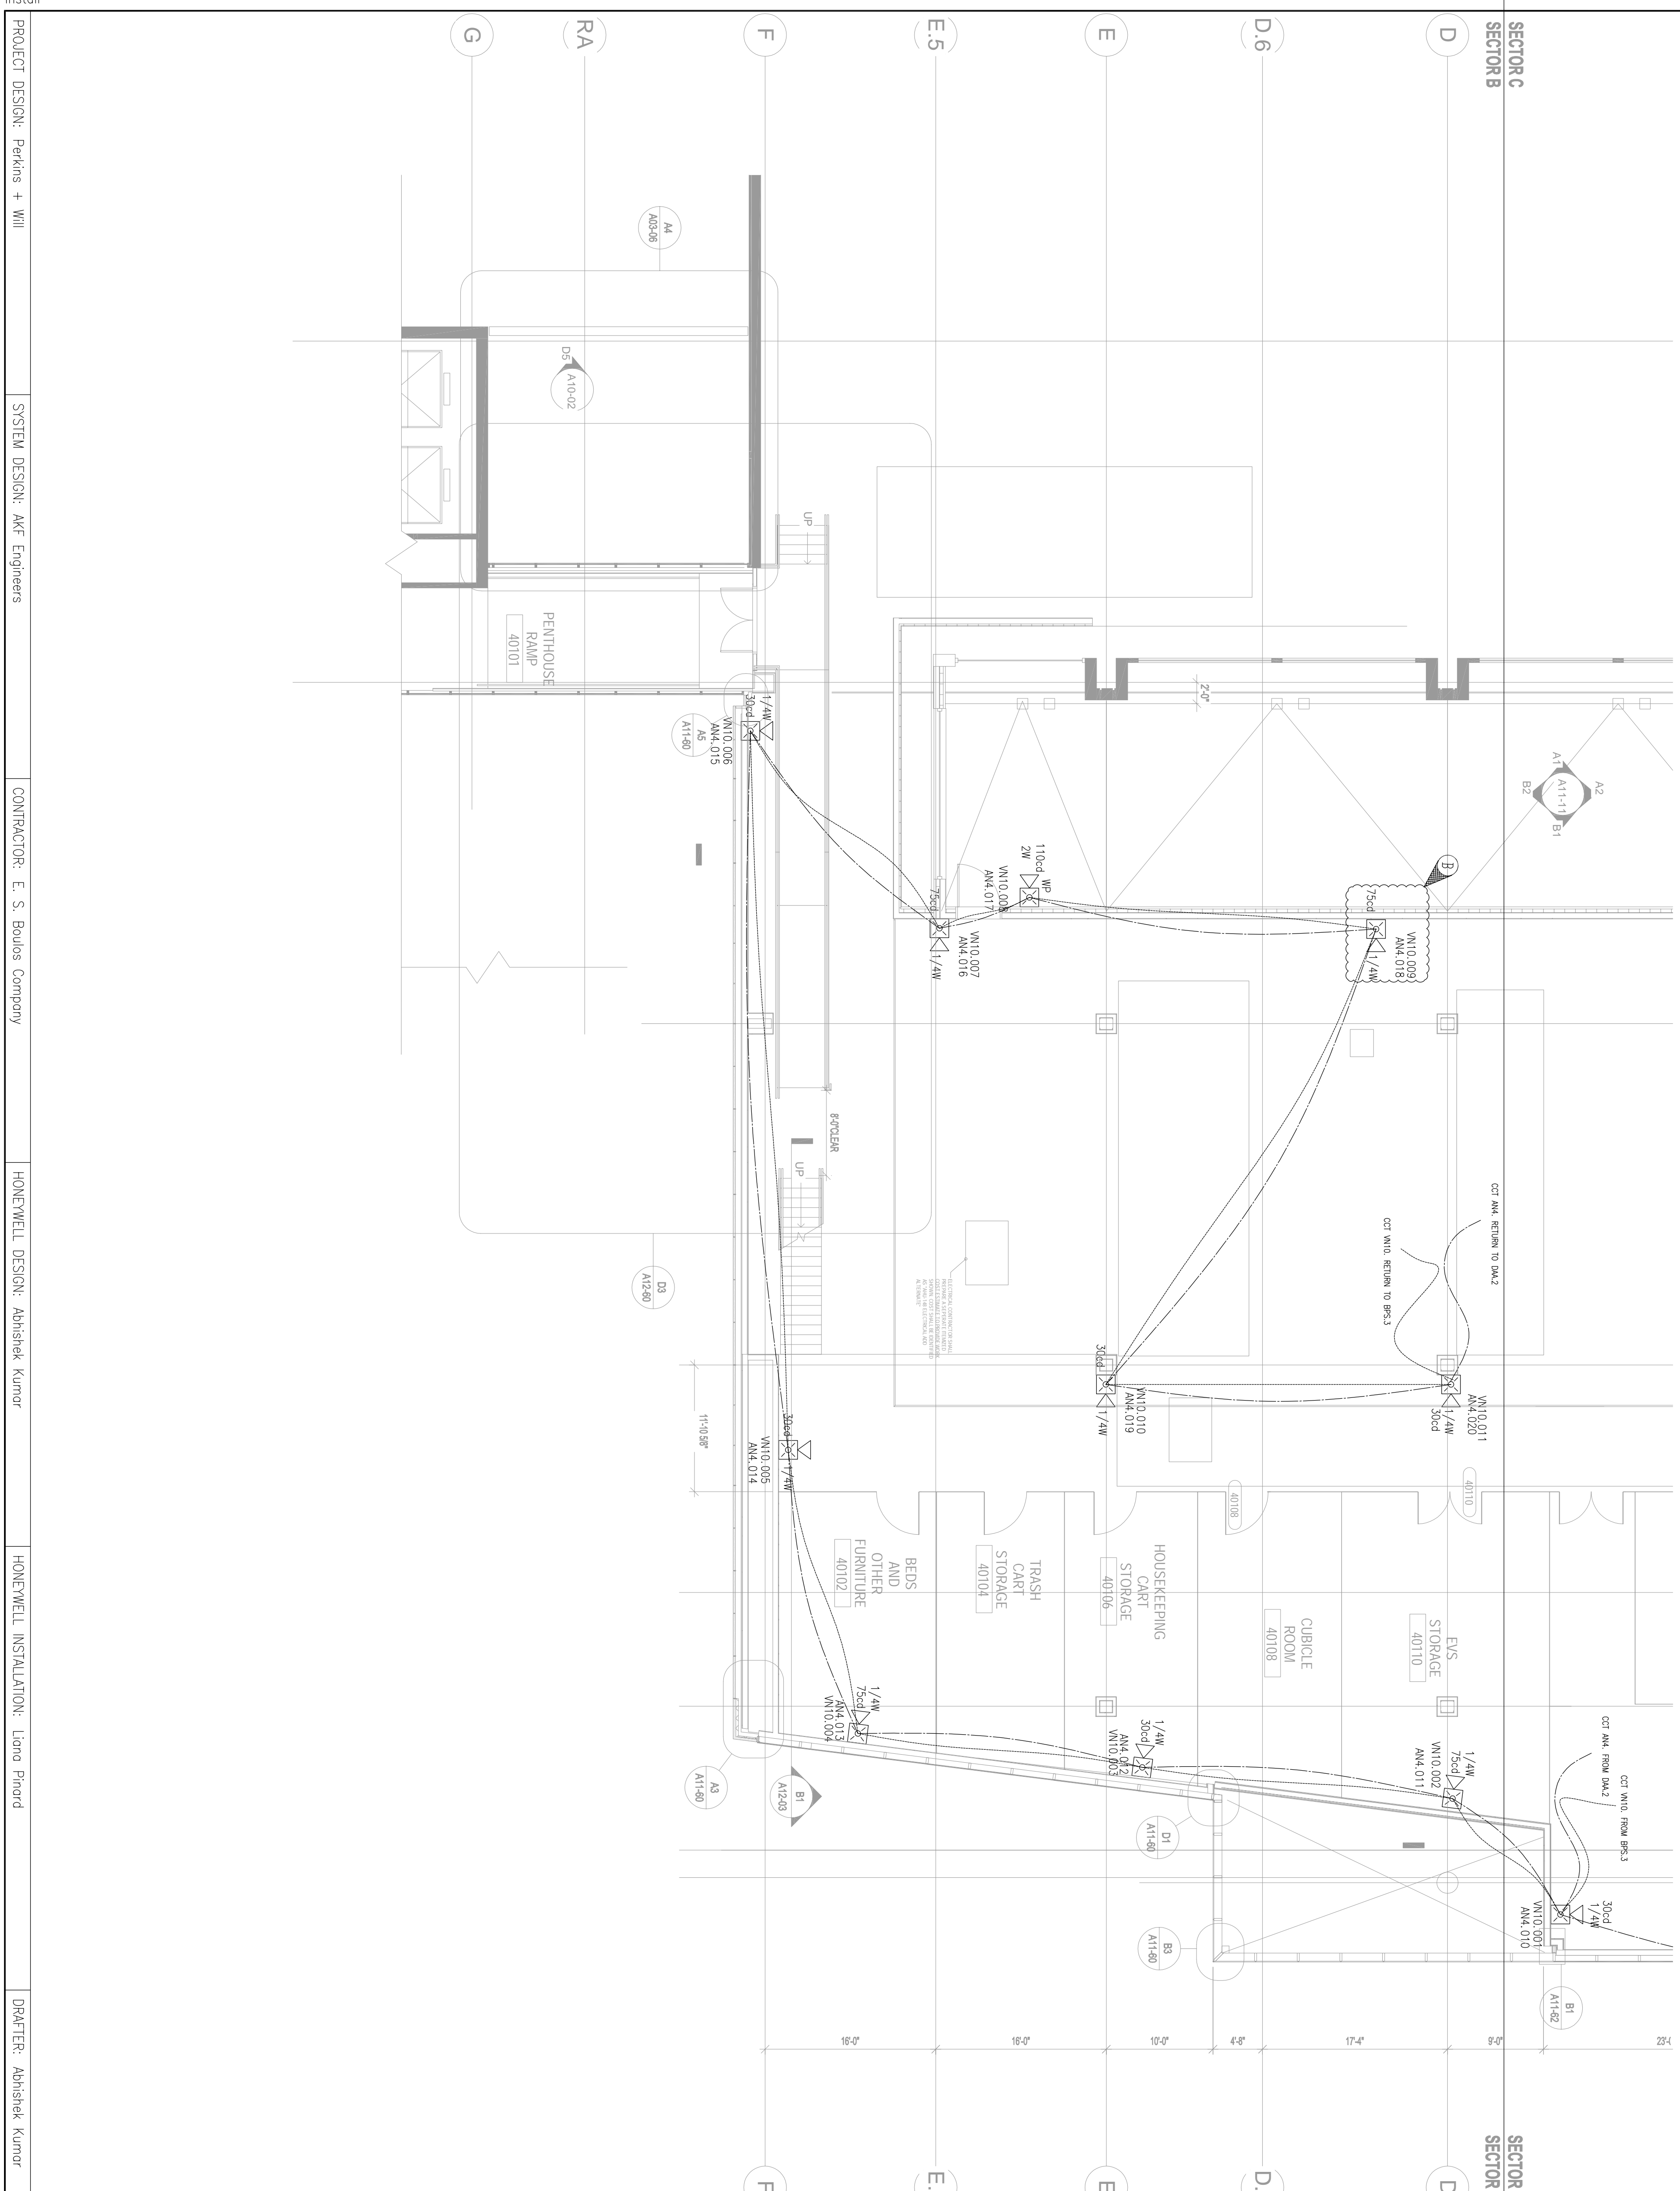 Install
PROJECT DESIGN: Perkins + Will
SYSTEM DESIGN: AKF Engineers
CONTRACTOR: E. S. Boulos Company
HONEYWELL DESIGN: Abhishek Kumar
HONEYWELL INSTALLATION: Liana Pinard
DRAFTER: Abhishek Kumar
G
RA
F
E.5
E
D.6
D
SECTOR C
SECTOR B
A4
A03-06
D5
A10-02
UP
PENTHOUSE
RAMP
40101
1/4W
30cd
VN10.006
AN4.015
A5
A11-60
2'-0"
A1
A2
A11-11
B2
B1
110cd
2W
WP
VN10.008
AN4.017
75cd
VN10.007
AN4.016
1/4W
B
75cd
VN10.009
AN4.018
1/4W
8'-0"CLEAR
UP
D3
A12-60
CCT AN4. RETURN TO DAA.2
CCT VN10. RETURN TO BPS.3
30cd
VN10.010
AN4.019
1/4W
VN10.011
AN4.020
1/4W
30cd
11'-10 5/8"
30cd
1/4W
VN10.005
AN4.014
40108
40110
BEDS
AND
OTHER
FURNITURE
40102
TRASH
CART
STORAGE
40104
HOUSEKEEPING
CART
STORAGE
40106
CUBICLE
ROOM
40108
EVS
STORAGE
40110
1/4W
75cd
AN4.013
VN10.004
1/4W
30cd
AN4.012
VN10.003
1/4W
75cd
VN10.002
AN4.011
CCT AN4. FROM DAA.2
CCT VN10. FROM BPS.3
30cd
1/4W
VN10.001
AN4.010
A3
A11-60
B1
A12-03
D1
A11-60
B3
A11-60
B1
A11-62
16'-0"
16'-0"
10'-0"
4'-8"
17'-4"
9'-0"
23'-(
SECTOR
SECTOR
F
E.
E
D.
D